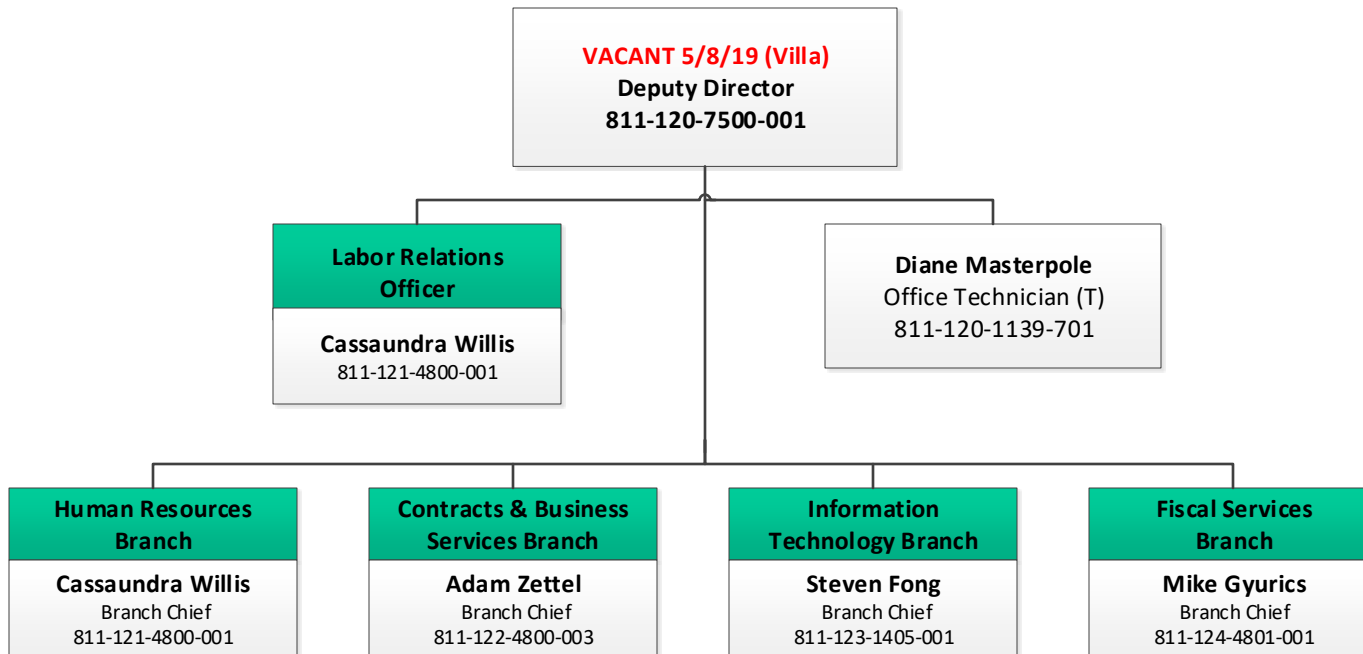 VACANT 5/8/19 (Villa)
Deputy Director
811-120-7500-001
Labor Relations
Officer
Cassaundra Willis
811-121-4800-001
Diane Masterpole
Office Technician (T)
811-120-1139-701
Human Resources
Branch
Cassaundra Willis
Branch Chief
811-121-4800-001
Contracts & Business
Services Branch
Adam Zettel
Branch Chief
811-122-4800-003
Information
Technology Branch
Steven Fong
Branch Chief
811-123-1405-001
Fiscal Services
Branch
Mike Gyurics
Branch Chief
811-124-4801-001